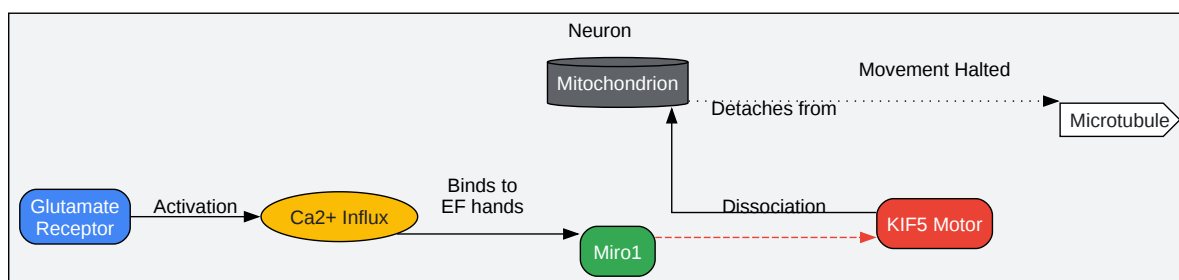 Neuron
Mitochondrion
Movement Halted
Detaches from
Microtubule
Glutamate
Receptor
Activation
Ca2+ Influx
Binds to
EF hands
Miro1
Dissociation
KIF5 Motor